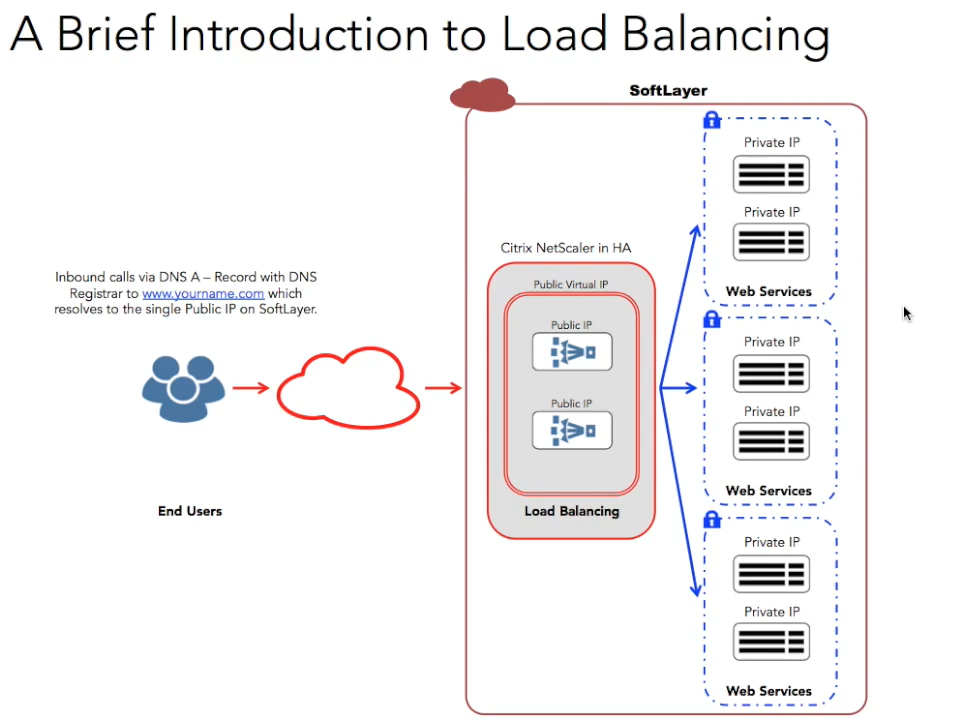 A Brief Introduction to Load Balancing
SoftLayer
Inbound calls via DNS A – Record with DNS
Registrar to www.yourname.com which
resolves to the single Public IP on SoftLayer.
End Users
Citrix NetScaler in HA
Public Virtual IP
Public IP
Public IP
Load Balancing
Private IP
Private IP
Web Services
Private IP
Private IP
Web Services
Private IP
Private IP
Web Services